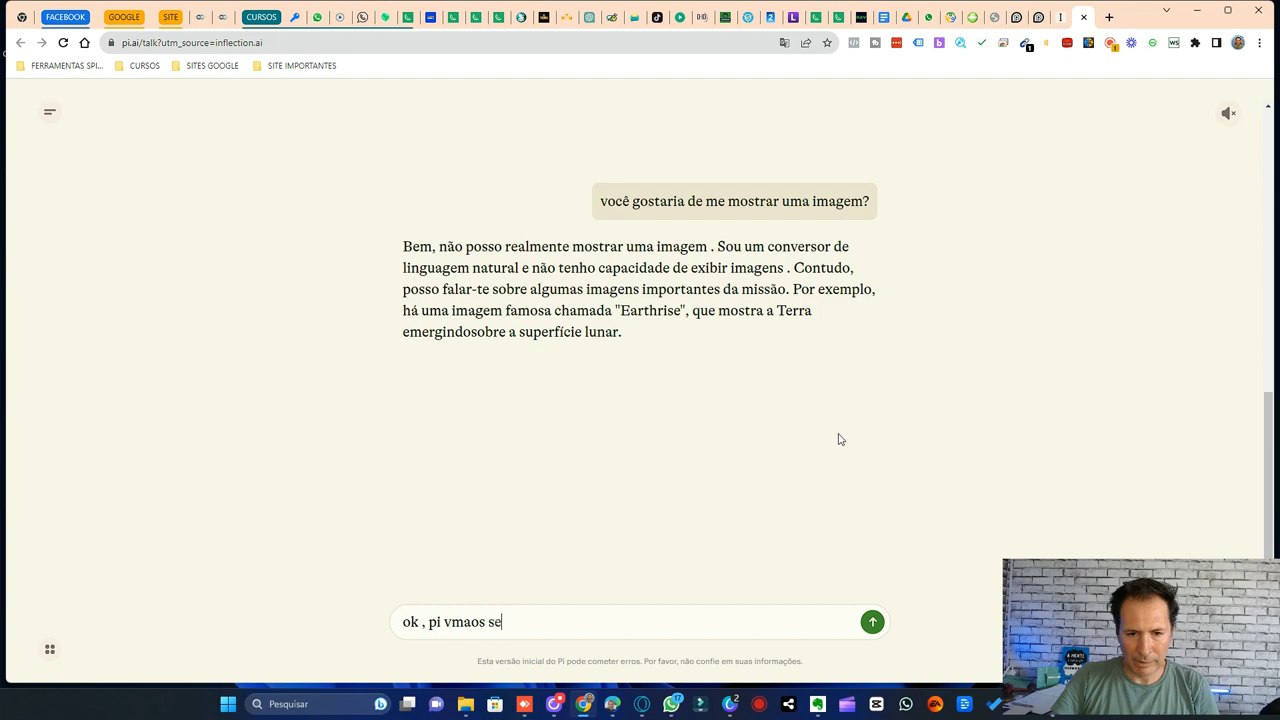 FACEBOOK GOOGLE SITE CURSOS
pi.ai/talk?utm_source=inflection.ai
FERRAMENTAS SPI... CURSOS SITES GOOGLE SITE IMPORTANTES
você gostaria de me mostrar uma imagem?
Bem, não posso realmente mostrar uma imagem . Sou um conversor de
linguagem natural e não tenho capacidade de exibir imagens . Contudo,
posso falar-te sobre algumas imagens importantes da missão. Por exemplo,
há uma imagem famosa chamada "Earthrise", que mostra a Terra
emergindosobre a superfície lunar.
ok , pi vmaos se
Esta versão inicial do Pi pode cometer erros. Por favor, não confie em suas informações.
A MENTE
Pesquisar
17
2